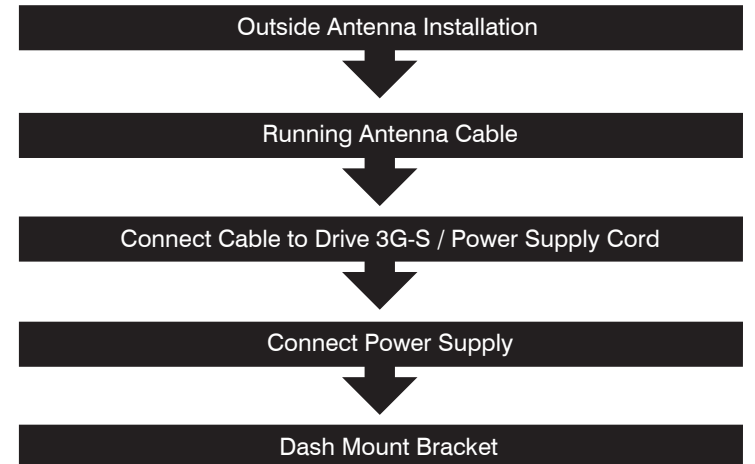 Outside Antenna Installation
Running Antenna Cable
Connect Cable to Drive 3G-S / Power Supply Cord
Connect Power Supply
Dash Mount Bracket